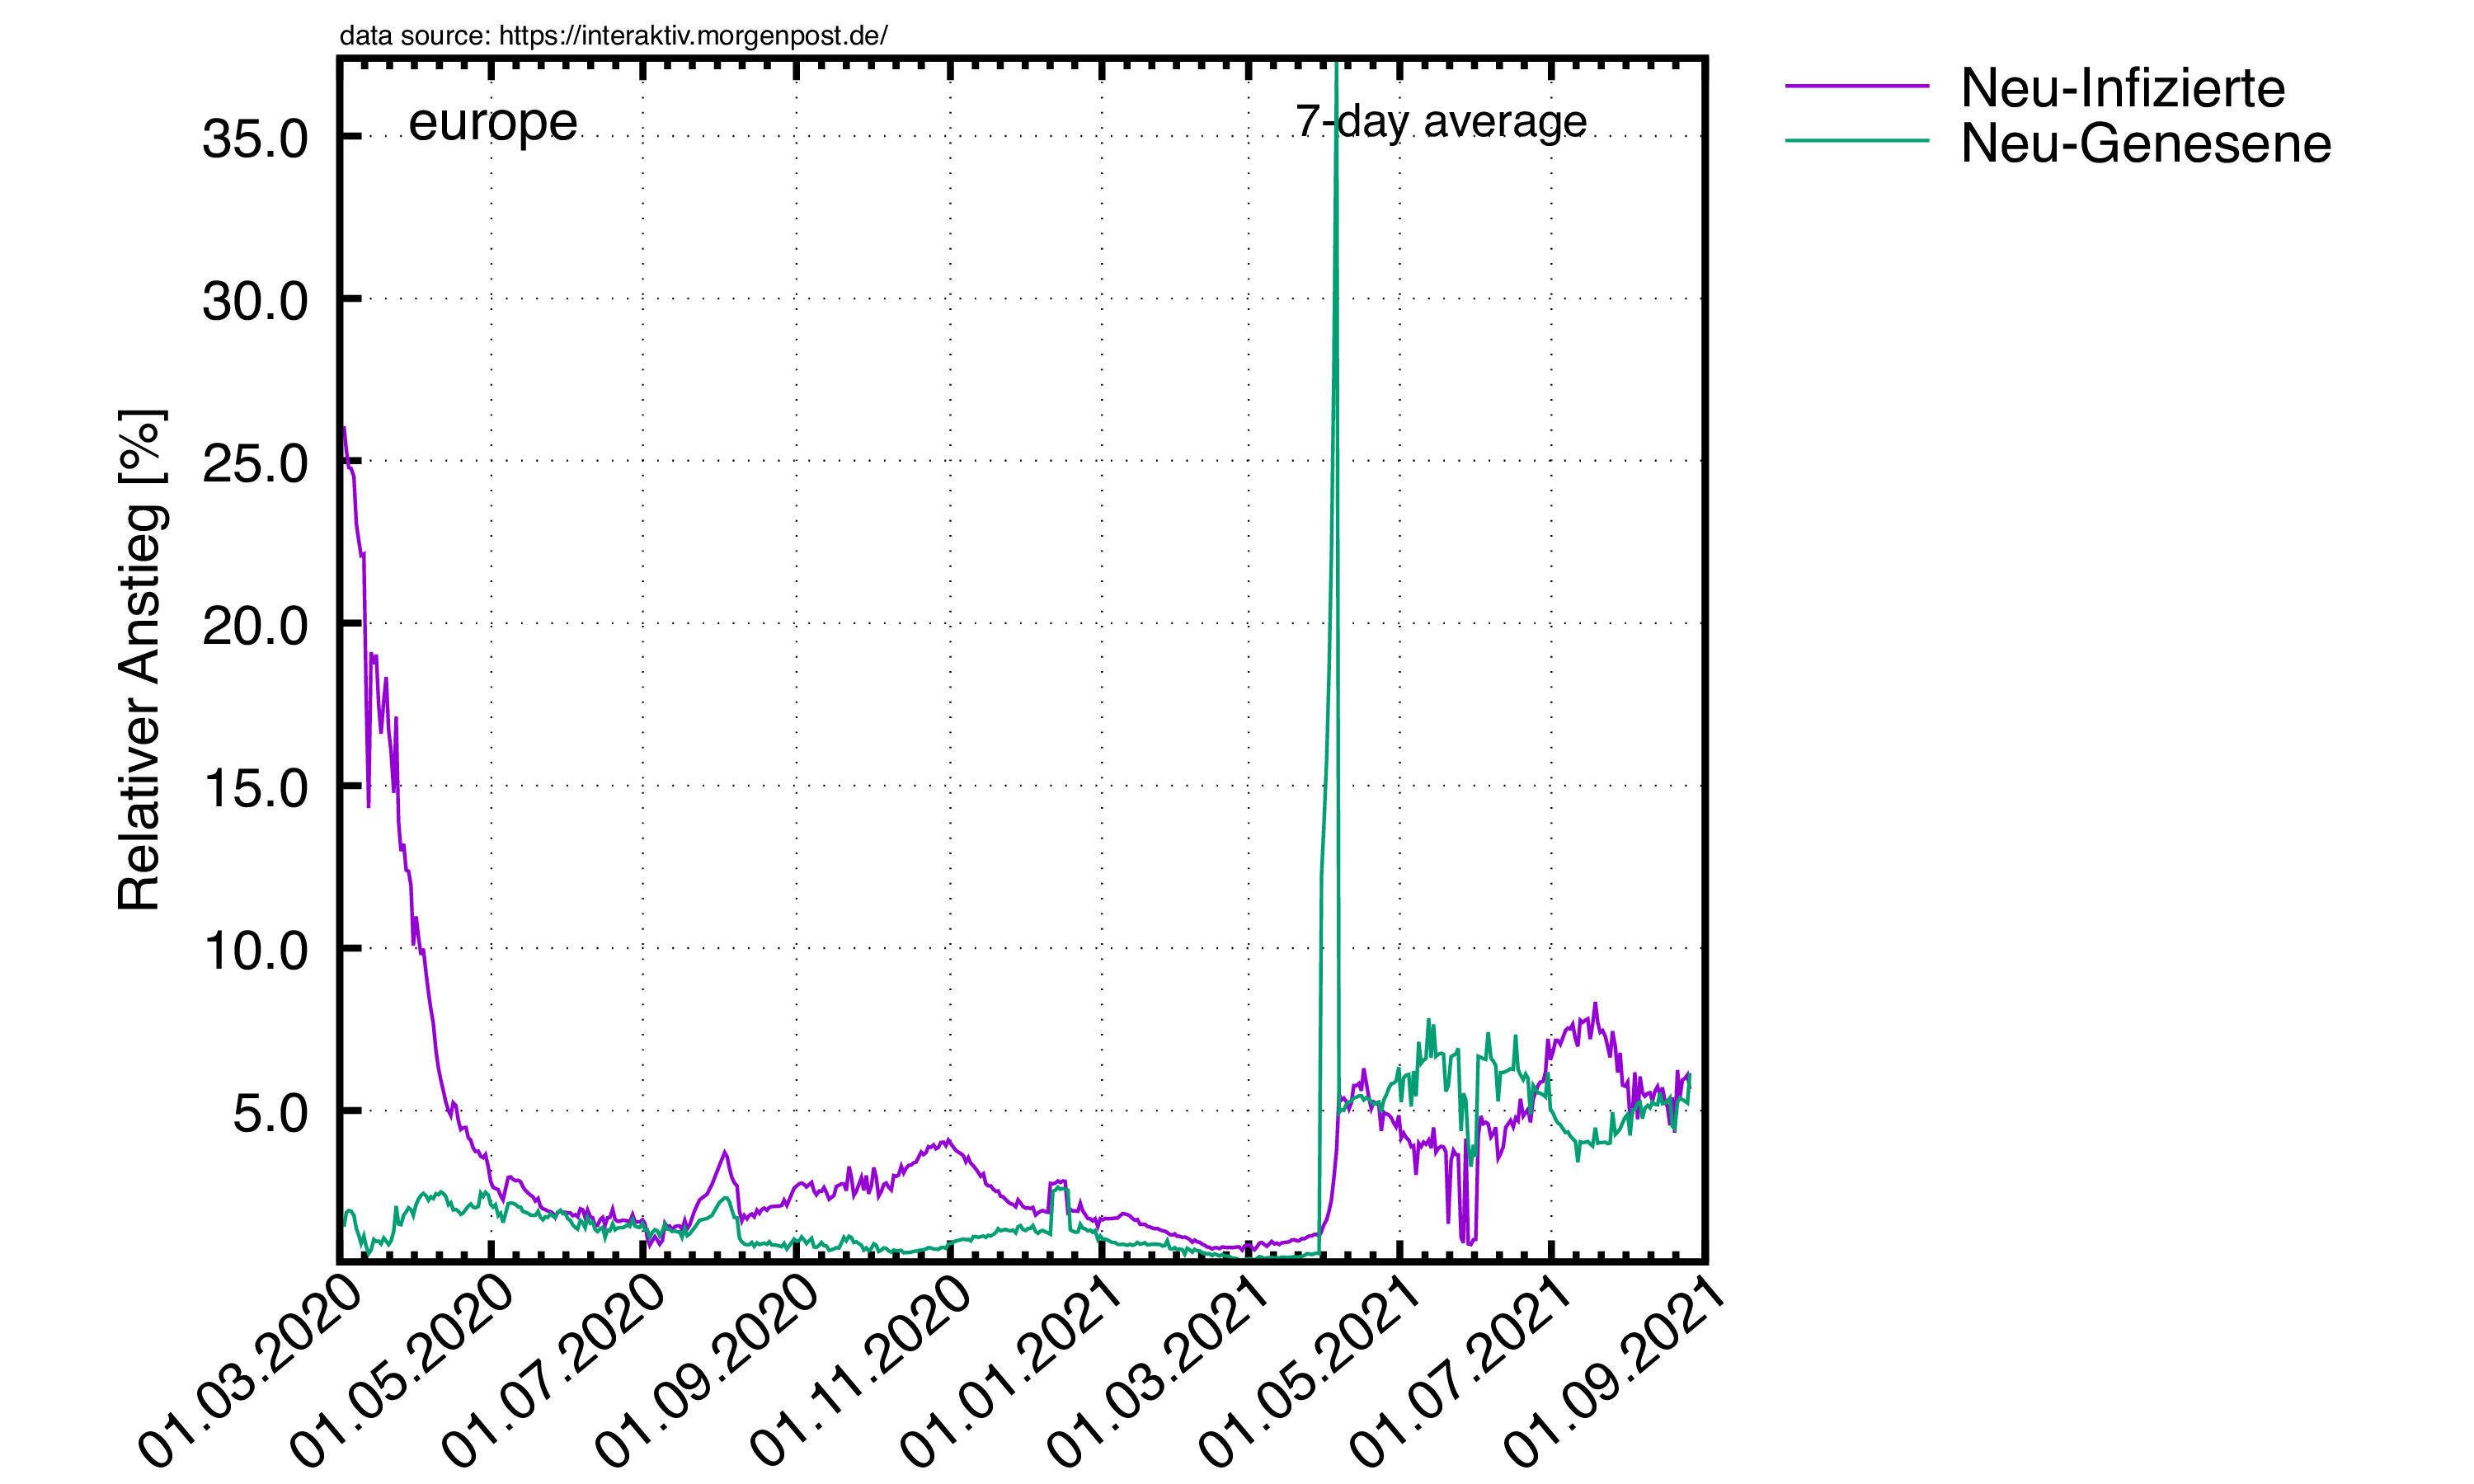 data source: https://interaktiv.morgenpost.de/
europe
7-day average
Neu-Infizierte
Neu-Genesene
Relativer Anstieg [%]
35.0
30.0
25.0
20.0
15.0
10.0
5.0
01.03.2020
01.05.2020
01.07.2020
01.09.2020
01.11.2020
01.01.2021
01.03.2021
01.05.2021
01.07.2021
01.09.2021